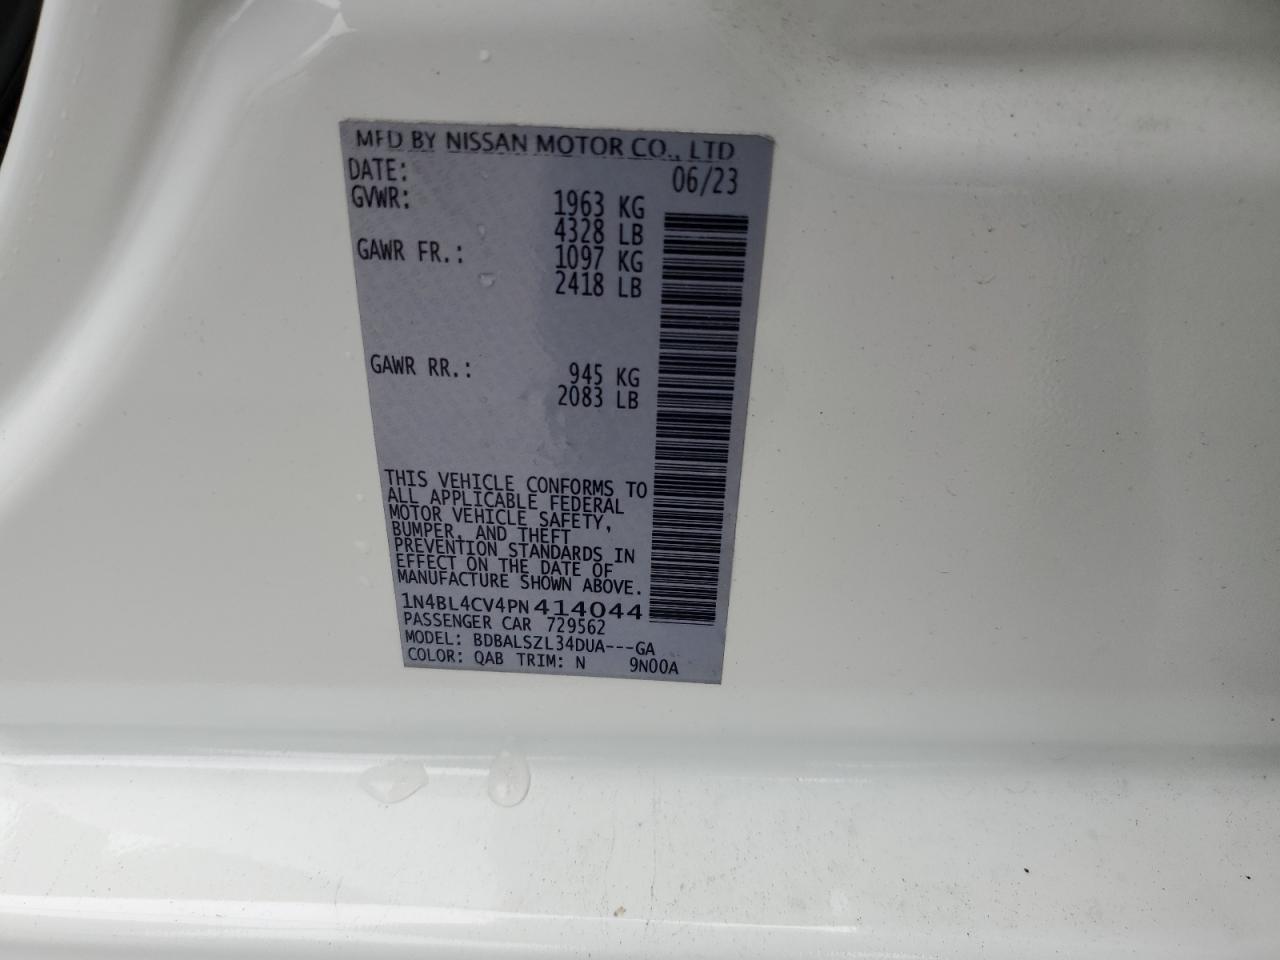 MFD BY NISSAN MOTOR CO., LTD
DATE: 06/23
GVWR: 1963 KG
4328 LB
GAWR FR.: 1097 KG
2418 LB
GAWR RR.: 945 KG
2083 LB
THIS VEHICLE CONFORMS TO
ALL APPLICABLE FEDERAL
MOTOR VEHICLE SAFETY,
BUMPER, AND THEFT
PREVENTION STANDARDS IN
EFFECT ON THE DATE OF
MANUFACTURE SHOWN ABOVE.
1N4BL4CV4PN414044
PASSENGER CAR 729562
MODEL: BDBALSZL34DUA---GA
COLOR: QAB TRIM: N 9N00A